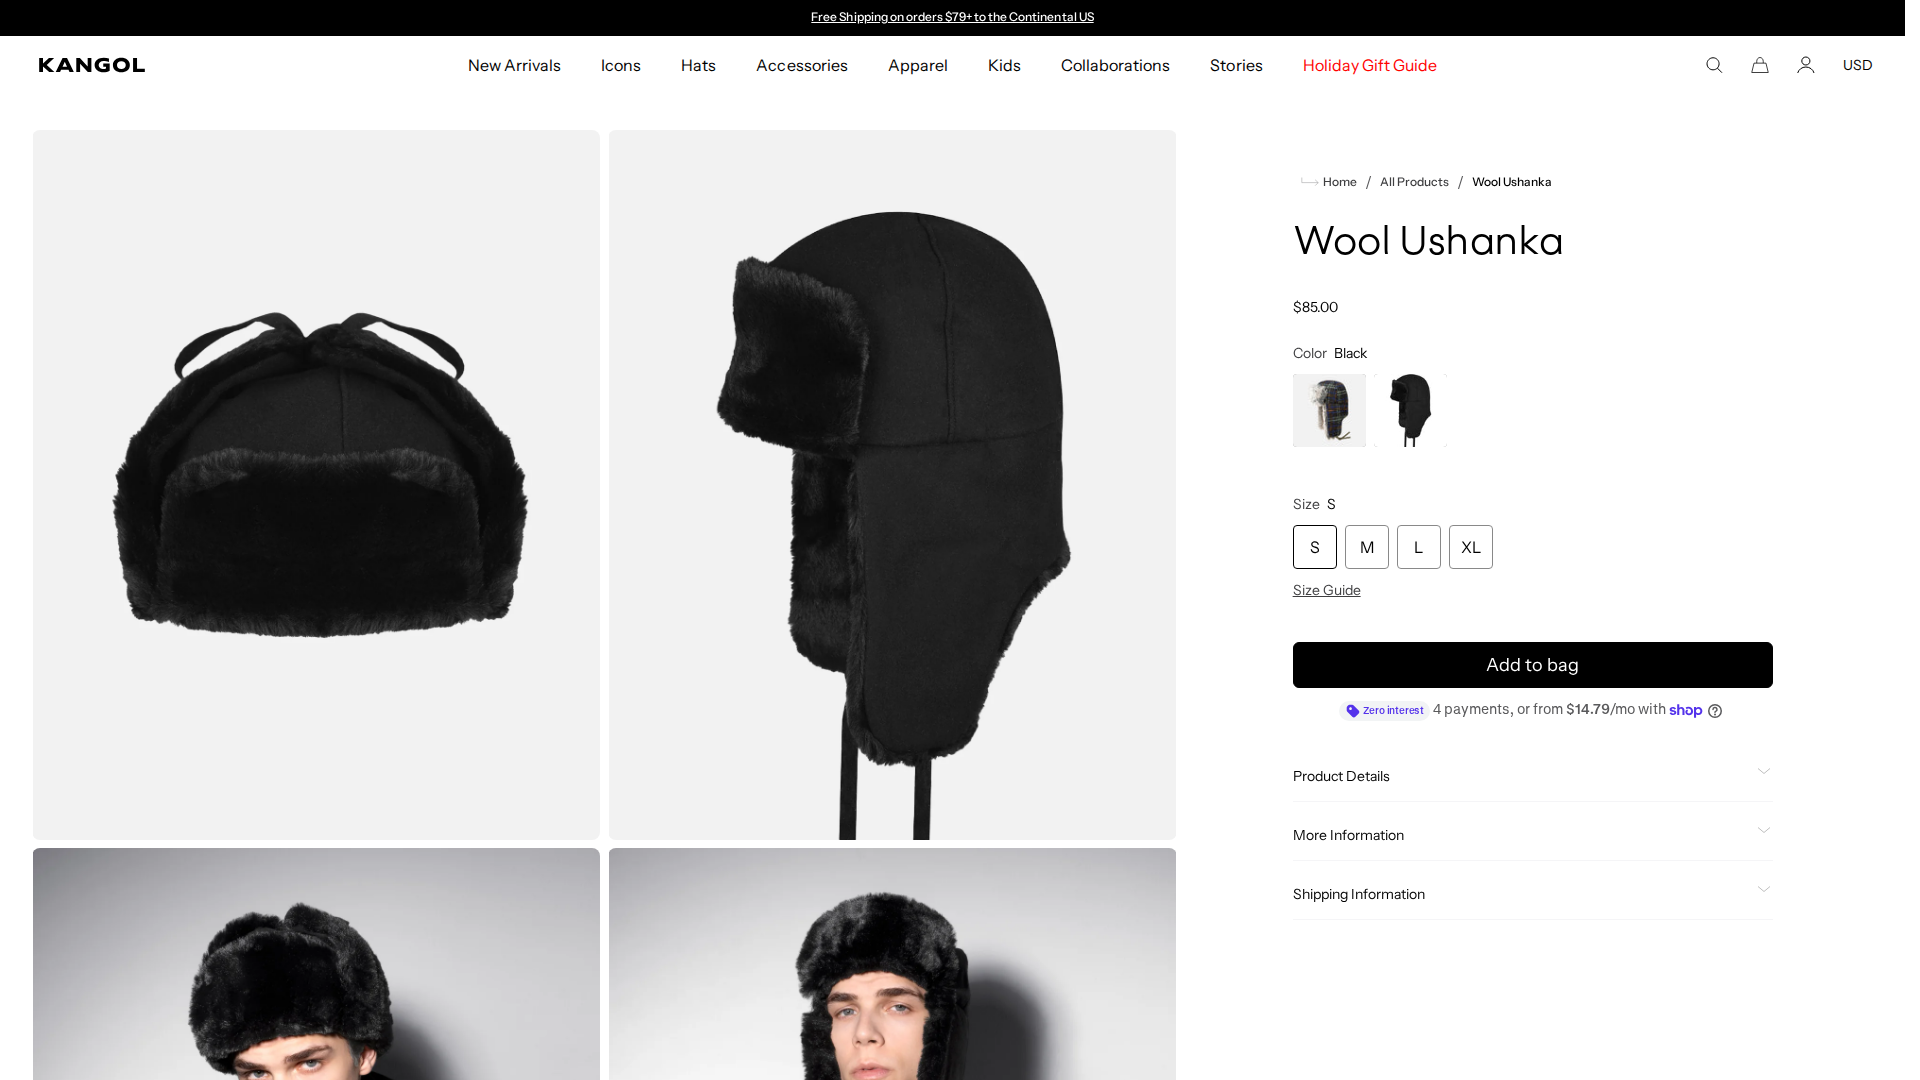 Free Shipping on orders $79+ to the Continental US
KANGOL
New Arrivals
Icons
Hats
Accessories
Apparel
Kids
Collaborations
Stories
Holiday Gift Guide
USD
Home / All Products / Wool Ushanka
Wool Ushanka
$85.00
Color Black
Size S
S
M
L
XL
Size Guide
Add to bag
Zero interest 4 payments, or from $14.79/mo with shop
Product Details
More Information
Shipping Information